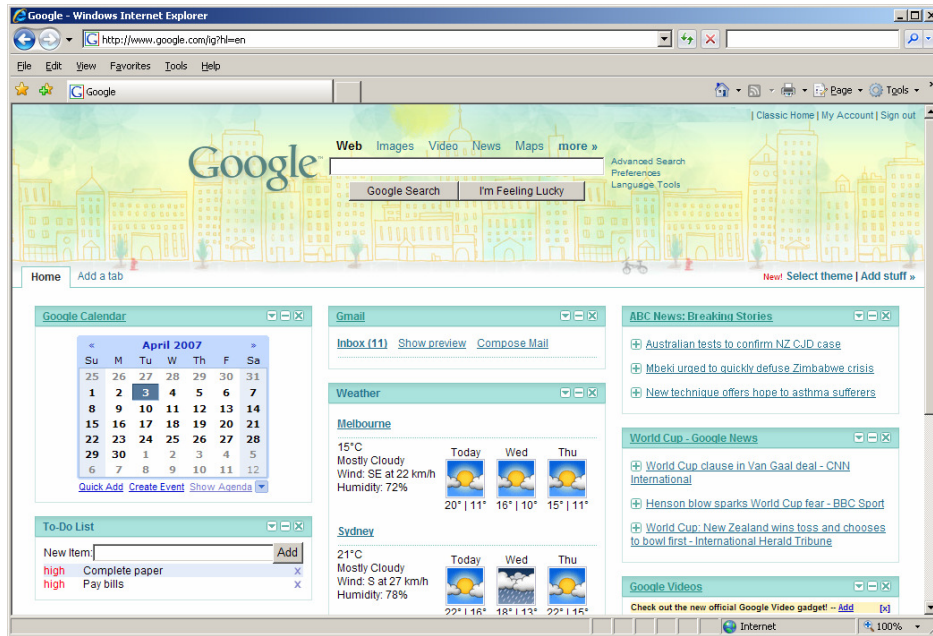 Google - Windows Internet Explorer
http://www.google.com/ig?hl=en
File Edit View Favorites Tools Help
Google
Page Tools
| Classic Home | My Account | Sign out
Google
Web Images Video News Maps more »
Advanced Search
Preferences
Language Tools
Google Search I'm Feeling Lucky
Home Add a tab
New! Select theme | Add stuff »
Google Calendar
« April 2007 »
Su M Tu W Th F Sa
25 26 27 28 29 30 31
1 2 3 4 5 6 7
8 9 10 11 12 13 14
15 16 17 18 19 20 21
22 23 24 25 26 27 28
29 30 1 2 3 4 5
6 7 8 9 10 11 12
Quick Add Create Event Show Agenda
To-Do List
New Item: Add
high Complete paper x
high Pay bills x
Gmail
Inbox (11) Show preview Compose Mail
Weather
Melbourne
15°C
Mostly Cloudy
Wind: SE at 22 km/h
Humidity: 72%
Today Wed Thu
20° | 11° 16° | 10° 15° | 11°
Sydney
21°C
Mostly Cloudy
Wind: S at 27 km/h
Humidity: 78%
Today Wed Thu
22° | 16° 18° | 13° 22° | 15°
ABC News: Breaking Stories
Australian tests to confirm NZ CJD case
Mbeki urged to quickly defuse Zimbabwe crisis
New technique offers hope to asthma sufferers
World Cup - Google News
World Cup clause in Van Gaal deal - CNN
International
Henson blow sparks World Cup fear - BBC Sport
World Cup: New Zealand wins toss and chooses
to bowl first - International Herald Tribune
Google Videos
Check out the new official Google Video gadget! -- Add [x]
Internet 100%